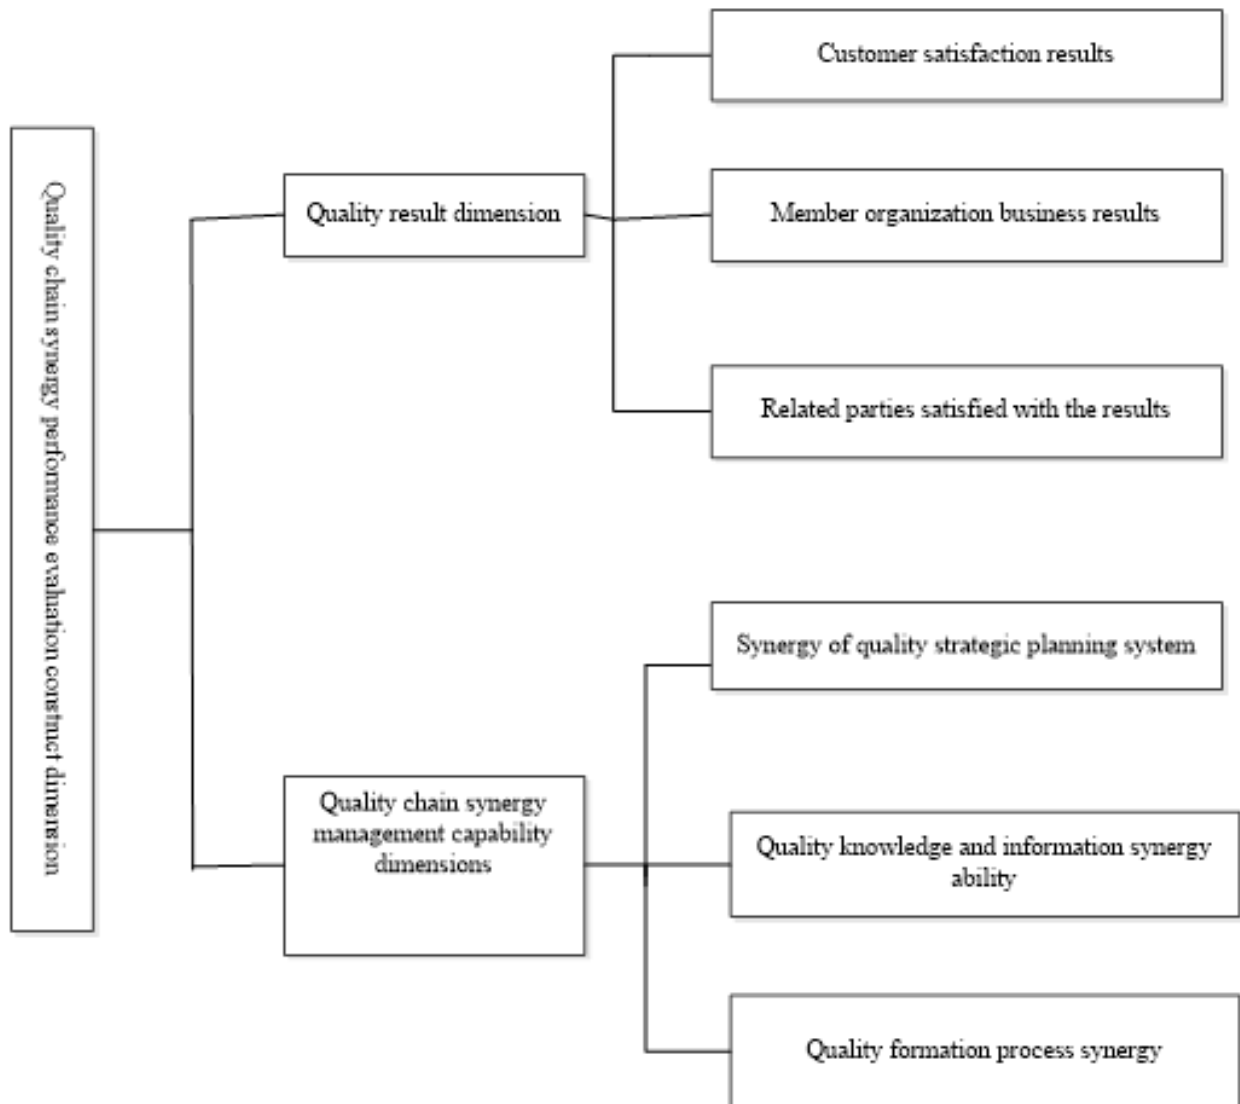 Quality chain synergy performance evaluation construct dimension
Quality result dimension
Customer satisfaction results
Member organization business results
Related parties satisfied with the results
Quality chain synergy
management capability
dimensions
Synergy of quality strategic planning system
Quality knowledge and information synergy
ability
Quality formation process synergy